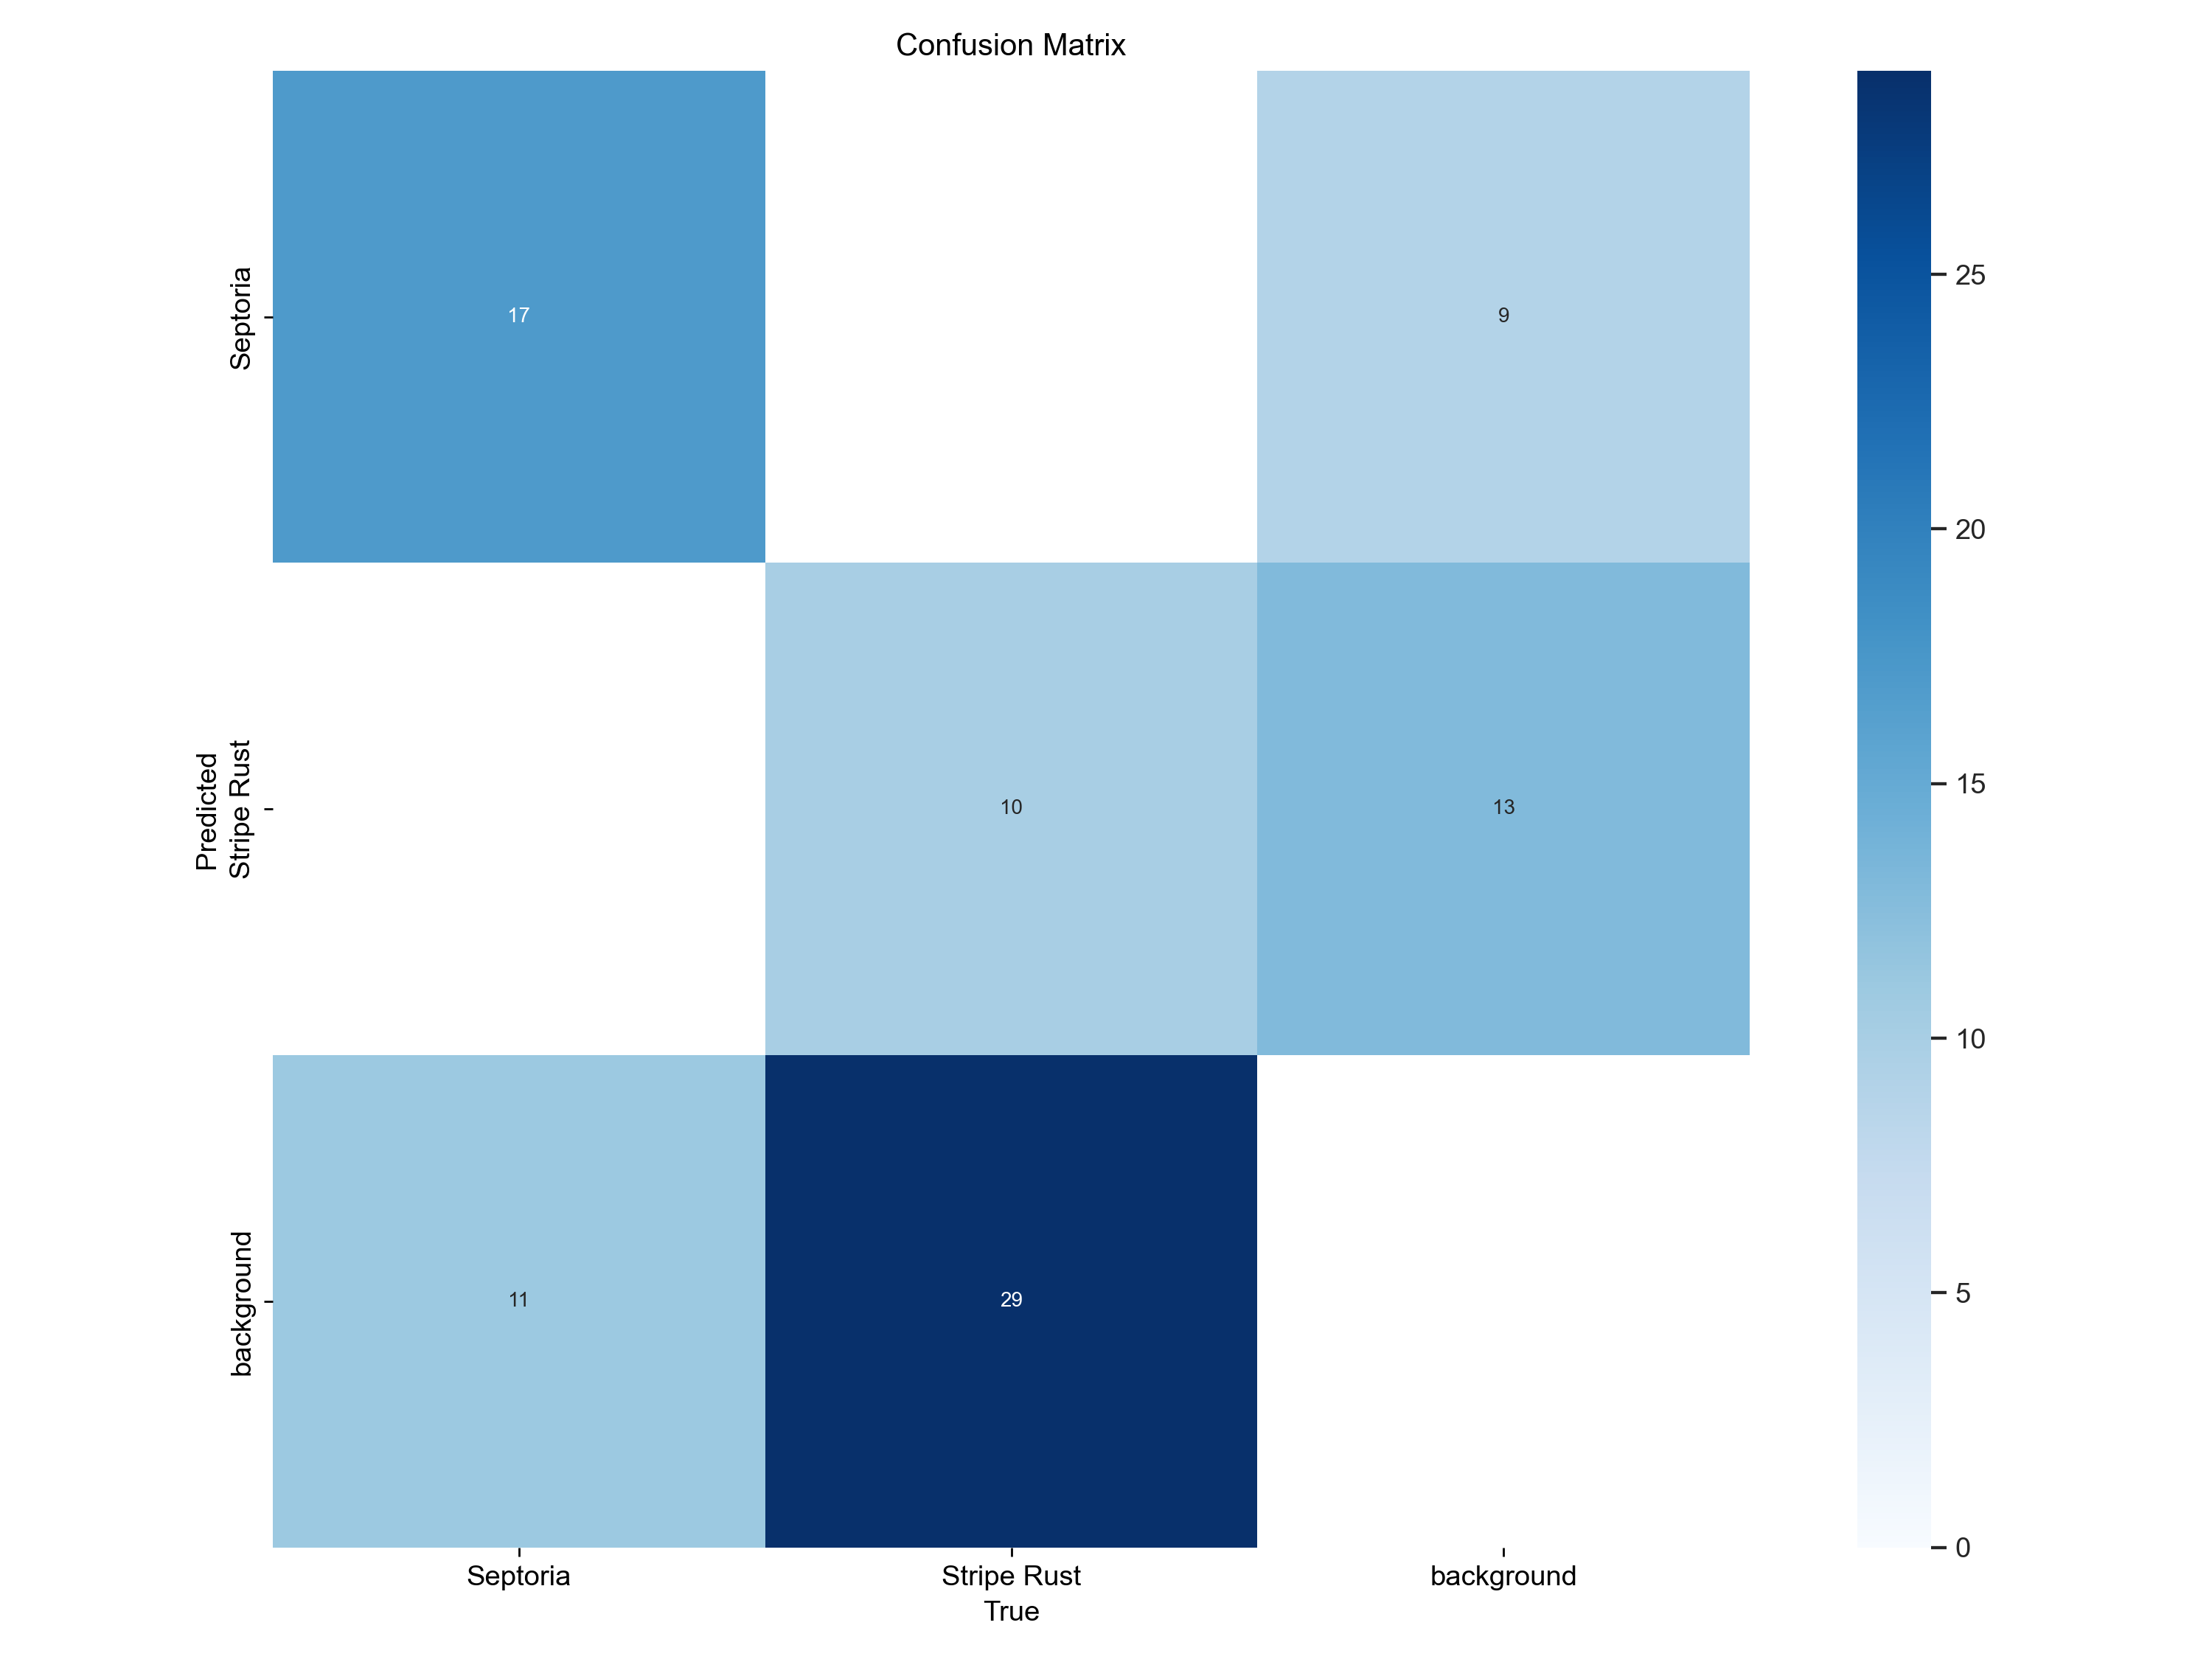 Confusion Matrix
Septoria
17
9
25
20
Predicted
Stripe Rust
10
13
15
10
background
11
29
5
0
Septoria
Stripe Rust
background
True